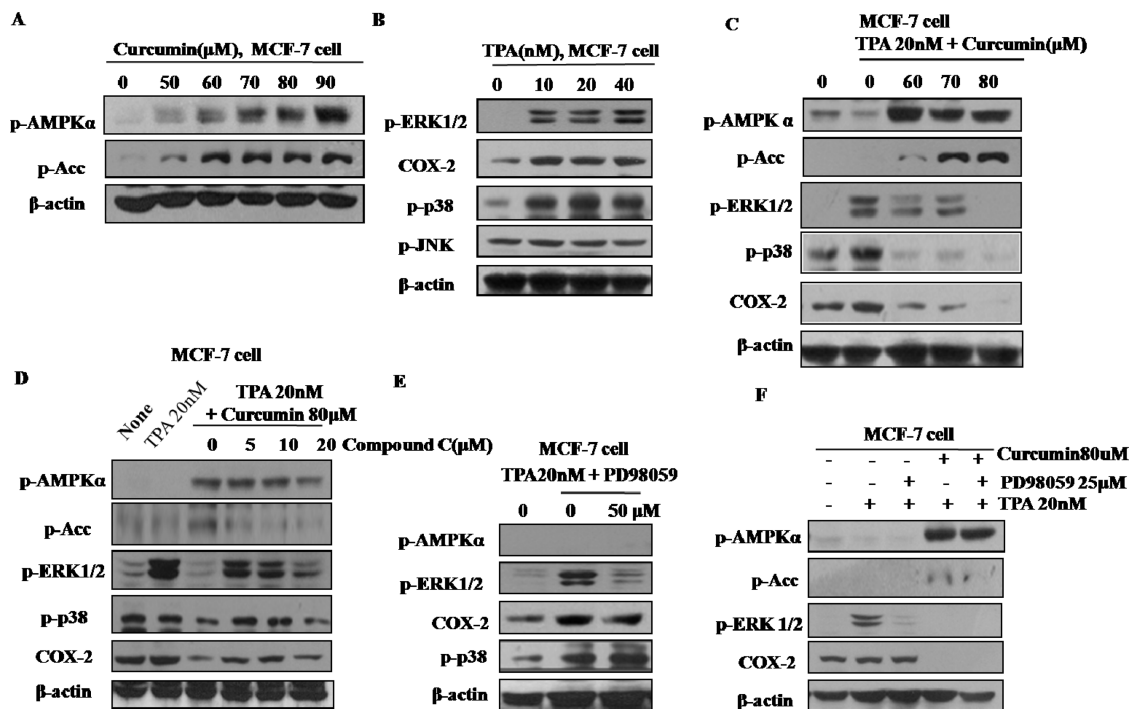 A
Curcumin(μM), MCF-7 cell
0 50 60 70 80 90
p-AMPKα
p-Acc
β-actin
B
TPA(nM), MCF-7 cell
0 10 20 40
p-ERK1/2
COX-2
p-p38
p-JNK
β-actin
C
MCF-7 cell
TPA 20nM + Curcumin(μM)
0 0 60 70 80
p-AMPK α
p-Acc
p-ERK1/2
p-p38
COX-2
β-actin
D
MCF-7 cell
None
TPA 20nM
TPA 20nM
+ Curcumin 80μM
0 5 10 20 Compound C(μM)
p-AMPKα
p-Acc
p-ERK1/2
p-p38
COX-2
β-actin
E
MCF-7 cell
TPA20nM + PD98059
0 0 50 μM
p-AMPKα
p-ERK1/2
COX-2
p-p38
β-actin
F
MCF-7 cell
- - - + + Curcumin80uM
- - + - + PD98059 25μM
- + + + + TPA 20nM
p-AMPKα
p-Acc
p-ERK 1/2
COX-2
β-actin